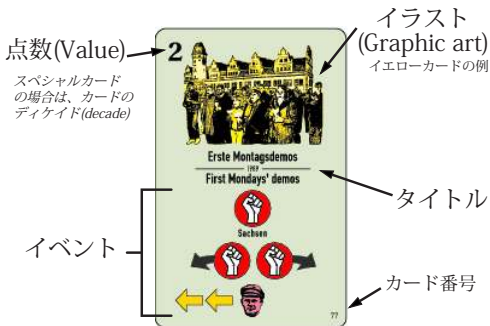 点数(Value)
スペシャルカード
の場合は、カードの
ディケイド(decade)
2
イラスト
(Graphic art)
イエローカードの例
Erste Montagsdemos
1989
First Mondays' demos
タイトル
Sachsen
イベント
カード番号